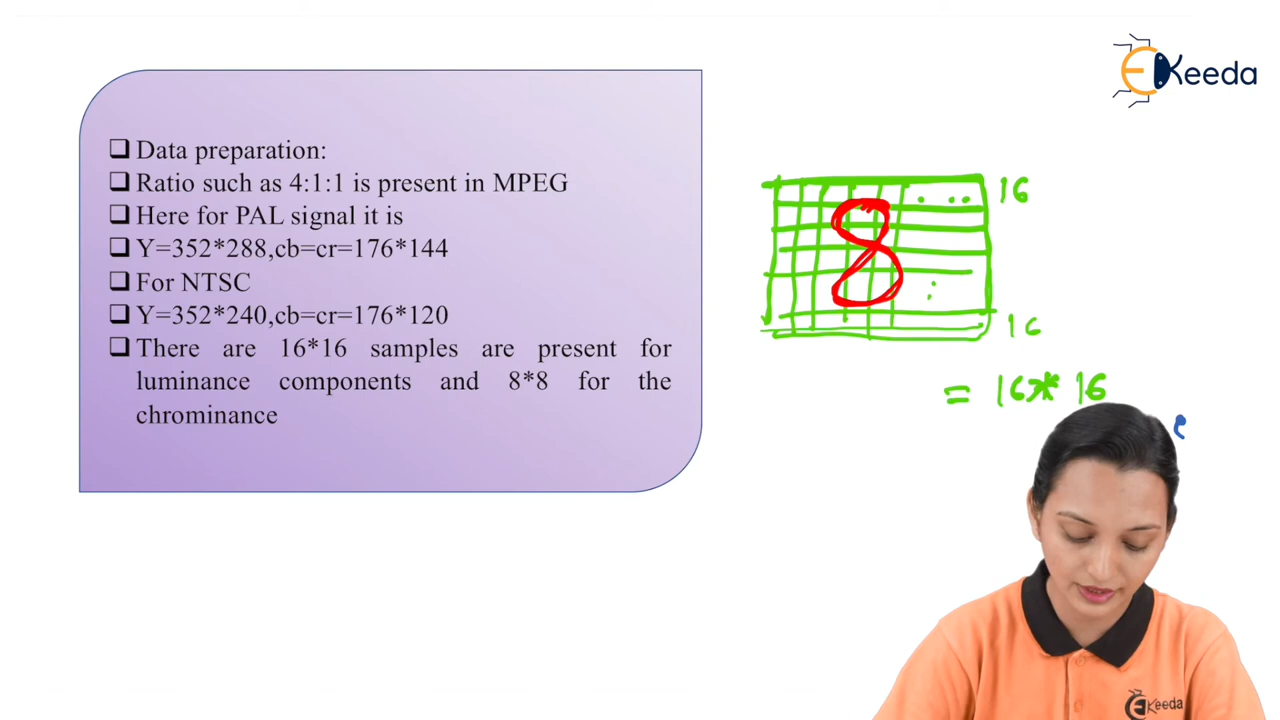 EKeeda
Data preparation:
Ratio such as 4:1:1 is present in MPEG
Here for PAL signal it is
Y=352*288,cb=cr=176*144
For NTSC
Y=352*240,cb=cr=176*120
There are 16*16 samples are present for
luminance components and 8*8 for the
chrominance
16
8
16
= 16* 16
e
EKeeda